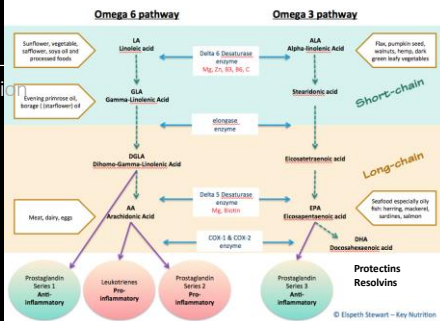 Omega 6 pathway
Omega 3 pathway
Sunflower, vegetable,
safflower, soya oil and
processed foods
LA
Linoleic acid
Delta 6 Desaturase
enzyme
Mg, Zn, B3, B6, C
ALA
Alpha-linolenic Acid
Flax, pumpkin seed,
walnuts, hemp, dark
green leafy vegetables
Evening primrose oil,
borage (starflower) oil
GLA
Gamma-Linolenic Acid
Stearidonic acid
Short-chain
elongase
enzyme
DGLA
Dihomo-Gamma-Linolenic Acid
Eicosatetraenoic acid
Long-chain
Delta 5 Desaturase
enzyme
Mg, Biotin
Meat, dairy, eggs
AA
Arachidonic Acid
EPA
Eicosapentaenoic acid
Seafood especially oily
fish: herring, mackerel,
sardines, salmon
COX-1 & COX-2
enzyme
DHA
Docosahexaenoic acid
Prostaglandin
Series 1
Anti-
inflammatory
Leukotrienes
Pro-
inflammatory
Prostaglandin
Series 2
Pro-
inflammatory
Prostaglandin
Series 3
Anti-
inflammatory
Protectins
Resolvins
© Elspeth Stewart – Key Nutrition